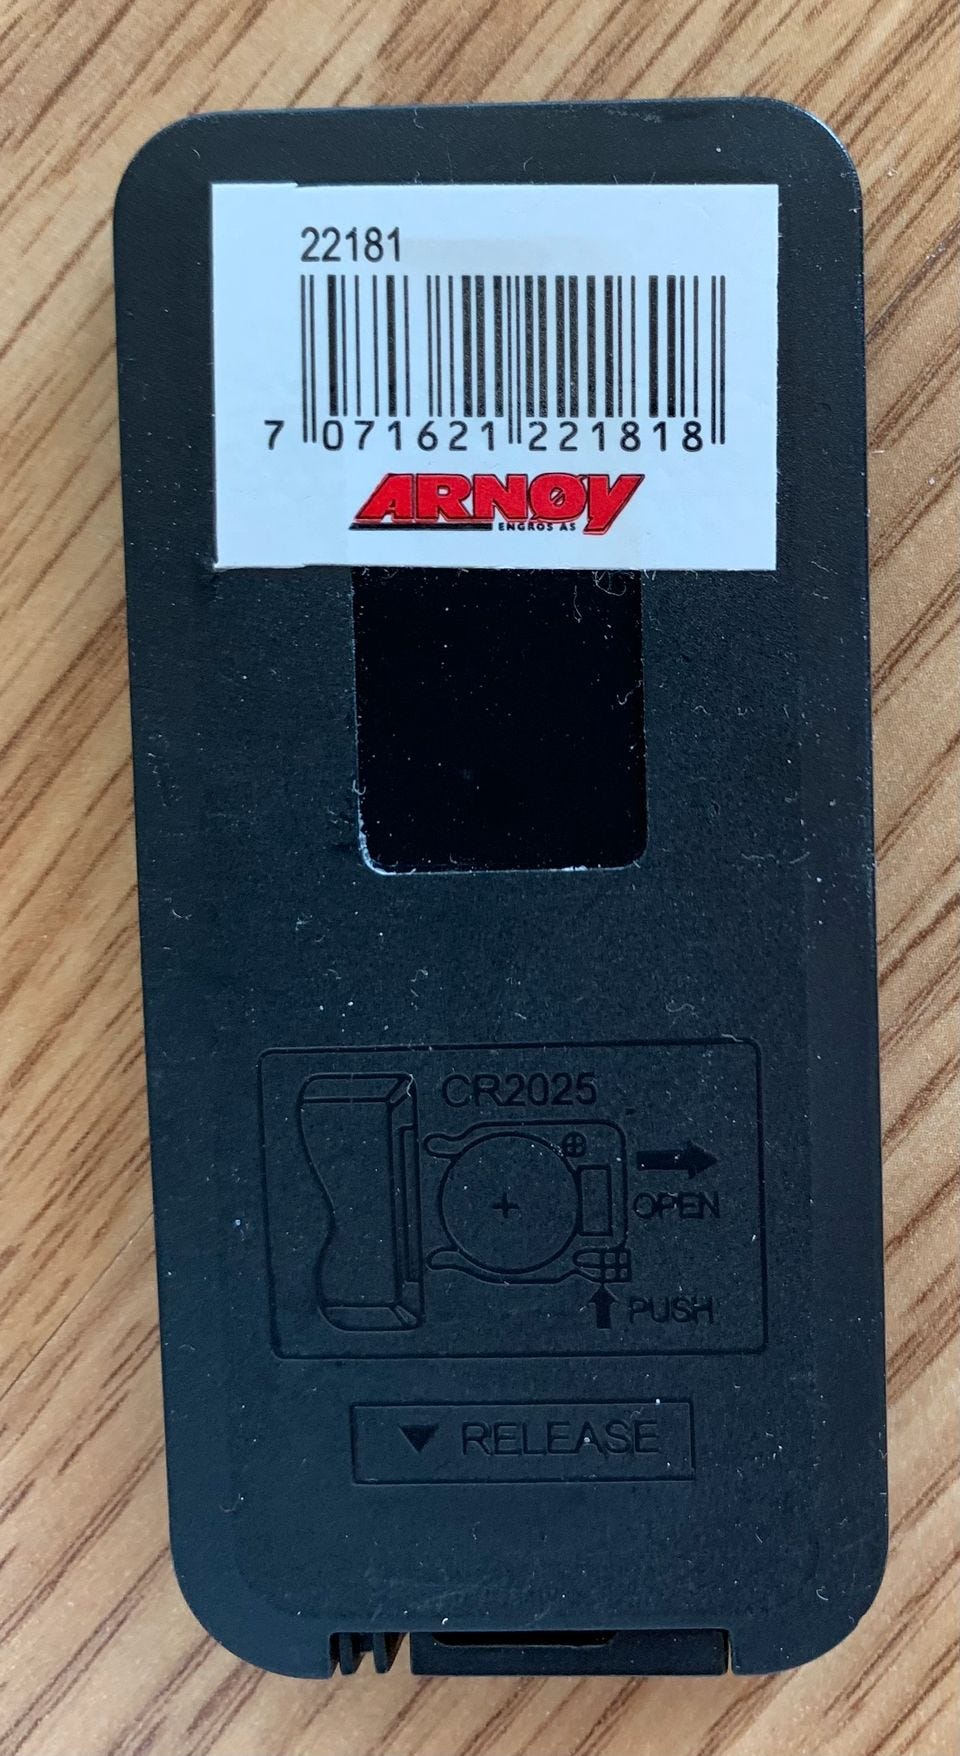 22181
7 071621 221818
ARNØY
ENGROS AS
CR2025
OPEN
PUSH
RELEASE